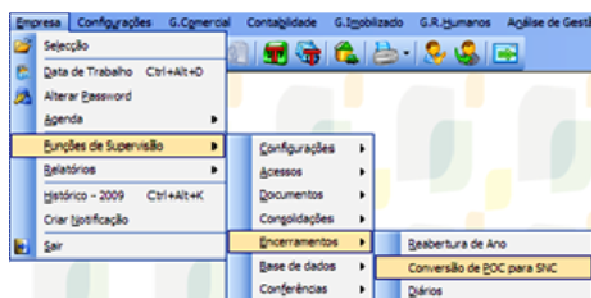 Empresa Configurações G.Comercial Contabilidade G.Imobilizado G.R.Humanos Análise de Gestã
Selecção
Data de Trabalho Ctrl+Alt+D
Alterar Password
Agenda
Funções de Supervisão
Relatórios
Histórico - 2009 Ctrl+Alt+K
Criar Notificação
Sair
Configurações
Acessos
Documentos
Consolidações
Encerramentos
Base de dados
Conferências
Reabertura de Ano
Conversão de POC para SNC
Diários